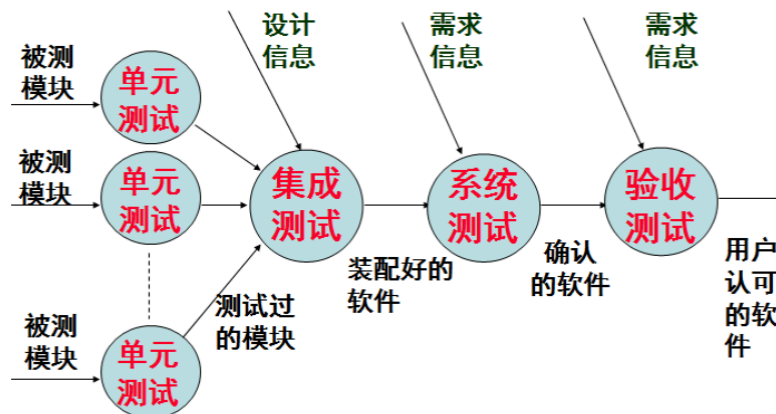 设计
信息
需求
信息
需求
信息
被测
模块
单元
测试
被测
模块
单元
测试
集成
测试
系统
测试
验收
测试
装配好的
软件
确认
的软件
用户
认可
的软
件
测试过
的模块
被测
模块
单元
测试